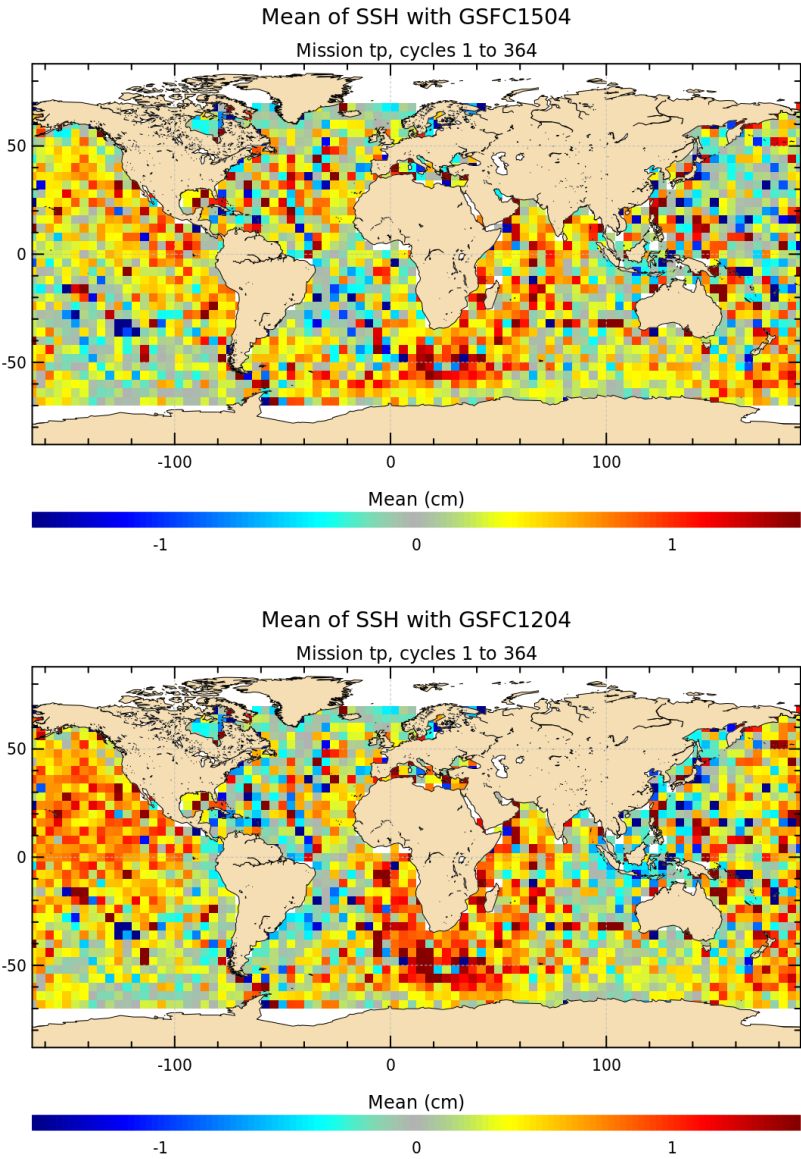 Mean of SSH with GSFC1504
Mission tp, cycles 1 to 364
50
0
-50
-100 0 100
Mean (cm)
-1 0 1
Mean of SSH with GSFC1204
Mission tp, cycles 1 to 364
50
0
-50
-100 0 100
Mean (cm)
-1 0 1